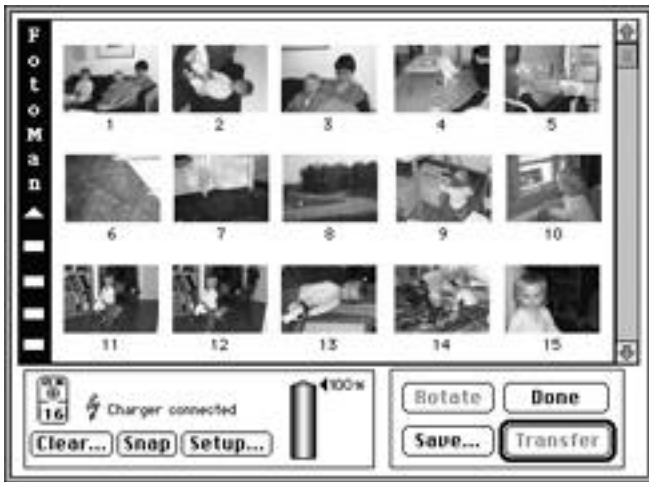 FotoMan
1 2 3 4 5
6 7 8 9 10
11 12 13 14 15
100%
16 Charger connected
Clear... Snap Setup...
Rotate Done
Save... Transfer